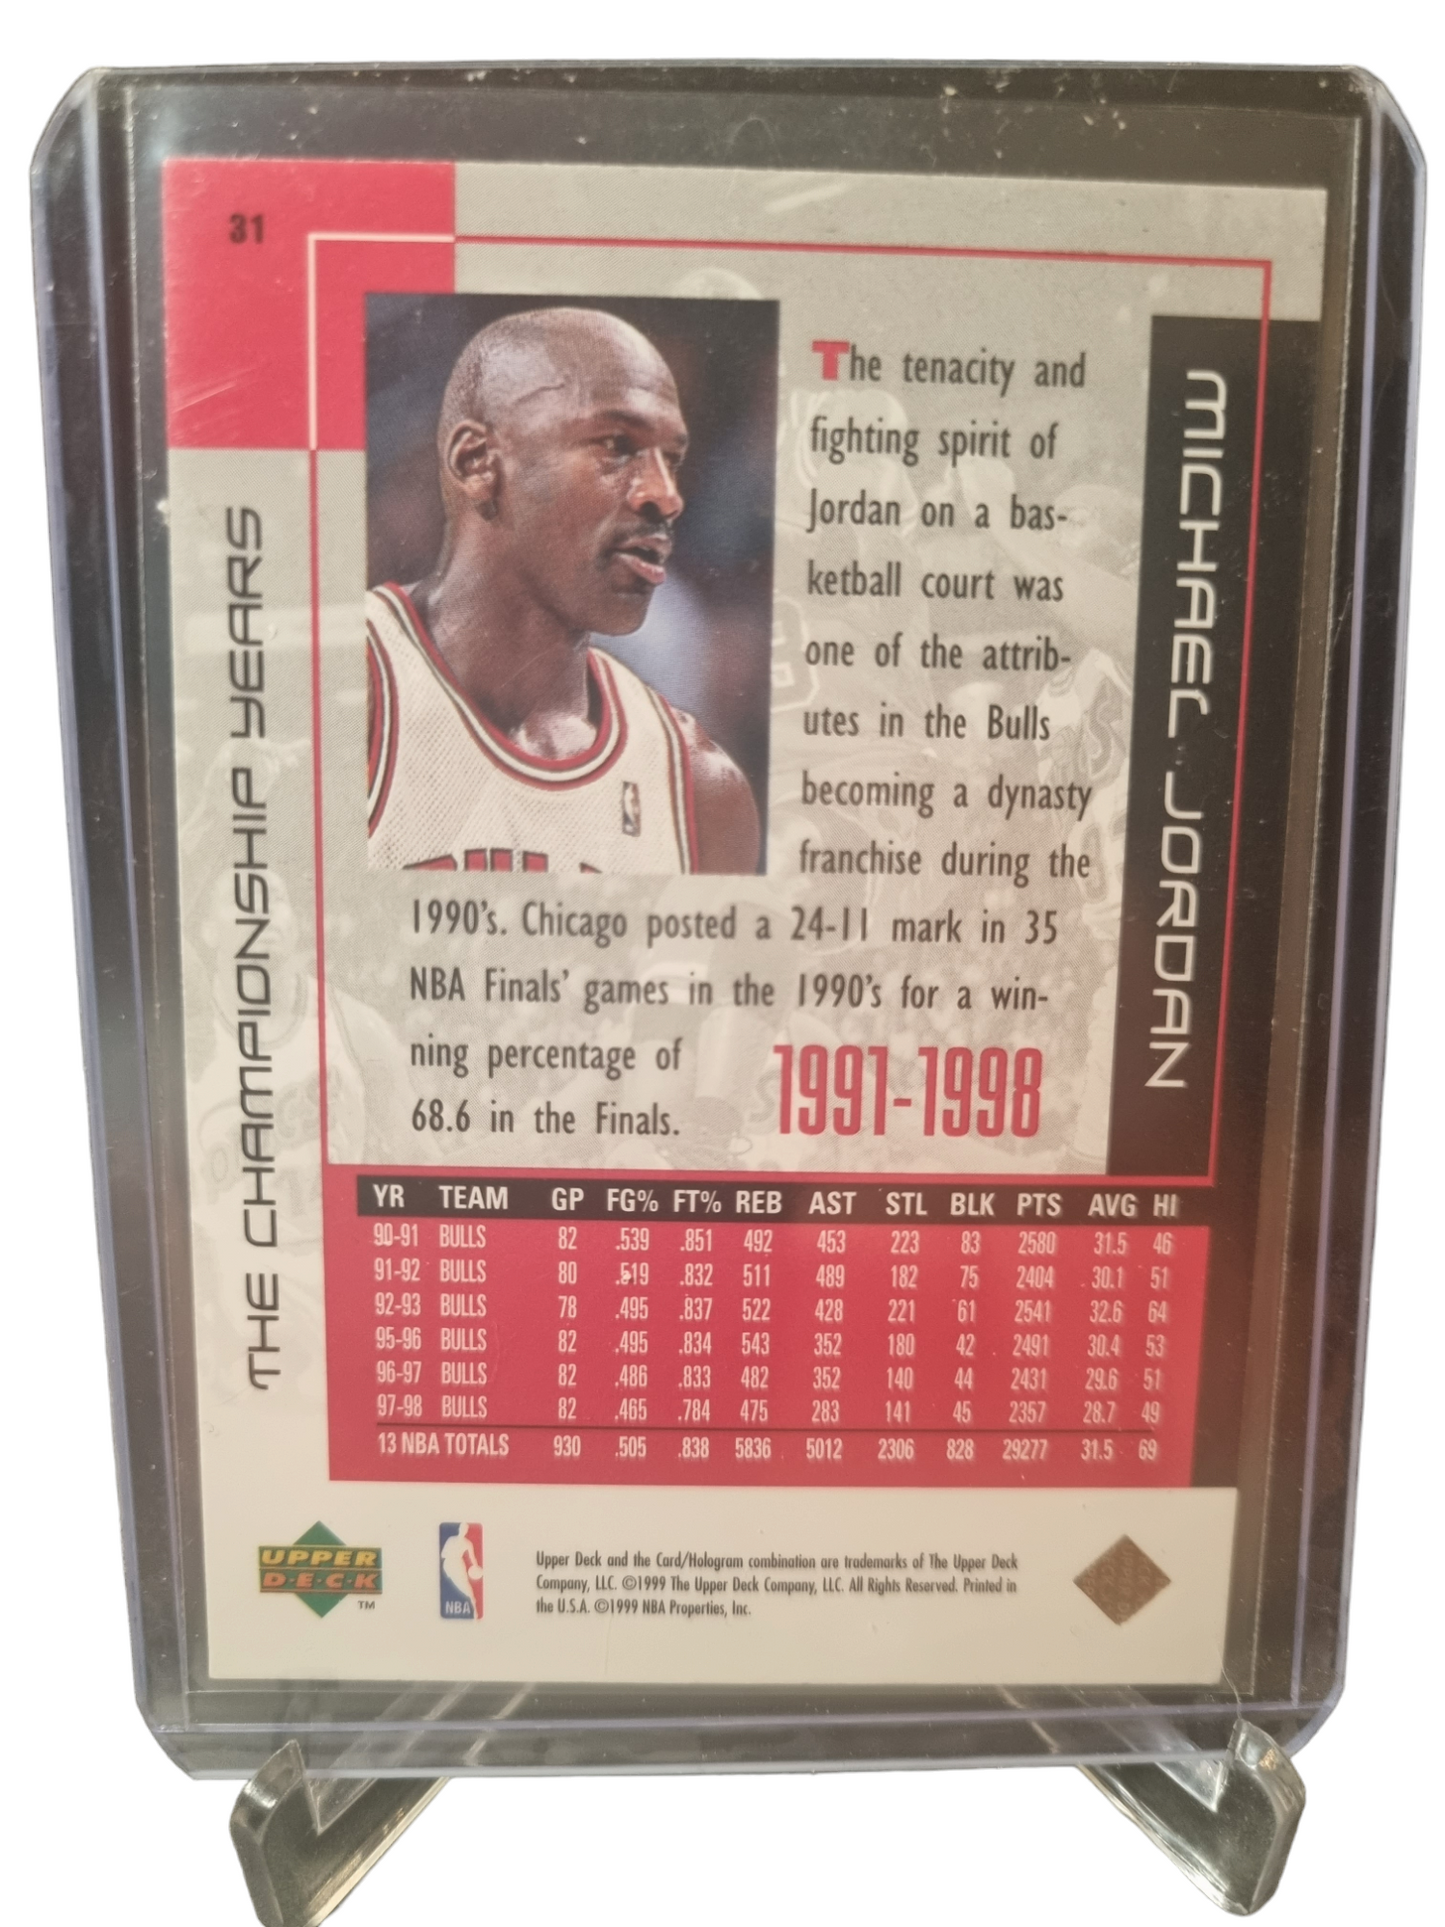 31
THE CHAMPIONSHIP YEARS
MICHAEL JORDAN
The tenacity and
fighting spirit of
Jordan on a bas-
ketball court was
one of the attrib-
utes in the Bulls
becoming a dynasty
franchise during the
1990's. Chicago posted a 24-11 mark in 35
NBA Finals' games in the 1990's for a win-
ning percentage of
68.6 in the Finals.
1991-1998
YR TEAM GP FG% FT% REB AST STL BLK PTS AVG HI
90-91 BULLS 82 .539 .851 492 453 223 83 2580 31.5 46
91-92 BULLS 80 .519 .832 511 489 182 75 2404 30.1 51
92-93 BULLS 78 .495 .837 522 428 221 61 2541 32.6 64
95-96 BULLS 82 .495 .834 543 352 180 42 2491 30.4 53
96-97 BULLS 82 .486 .833 482 352 140 44 2431 29.6 51
97-98 BULLS 82 .465 .784 475 283 141 45 2357 28.7 49
13 NBA TOTALS 930 .505 .838 5836 5012 2306 828 29277 31.5 69
UPPER
D·E·C·K
TM
NBA
Upper Deck and the Card/Hologram combination are trademarks of The Upper Deck
Company, LLC. ©1999 The Upper Deck Company, LLC. All Rights Reserved. Printed in
the U.S.A. ©1999 NBA Properties, Inc.